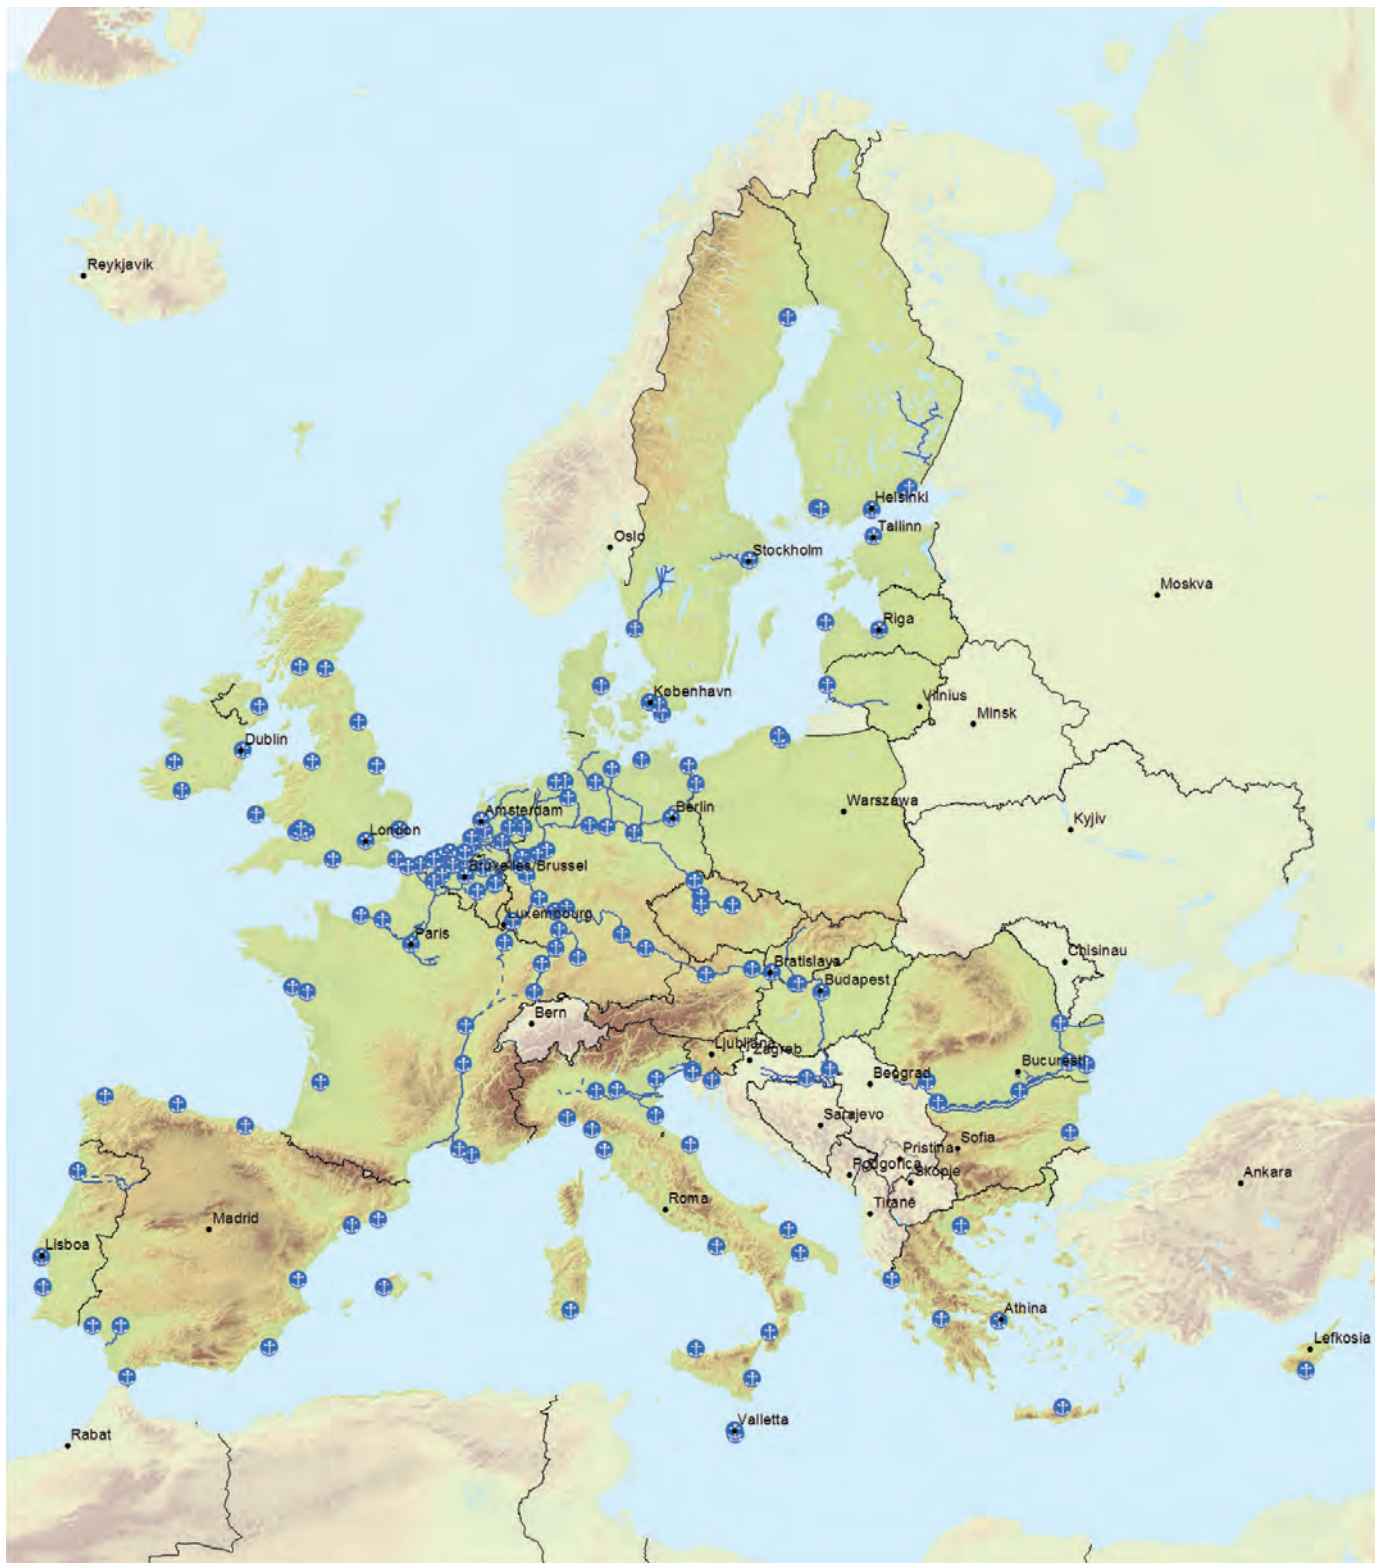 Reykjavík
Helsinki
Tallinn
Oslo
Stockholm
Moskva
Riga
København
Vilnius
Minsk
Dublin
Amsterdam
Berlin
Warszawa
London
Kyjiv
Bruxelles/Brussel
Luxembourg
Paris
Chisinau
Bratislava
Budapest
Bern
Ljubljana
Zagreb
Bucuresti
Beograd
Sarajevo
Sofia
Pristina
Podgorica
Skopje
Ankara
Roma
Tiranë
Madrid
Lisboa
Athina
Lefkosia
Valletta
Rabat